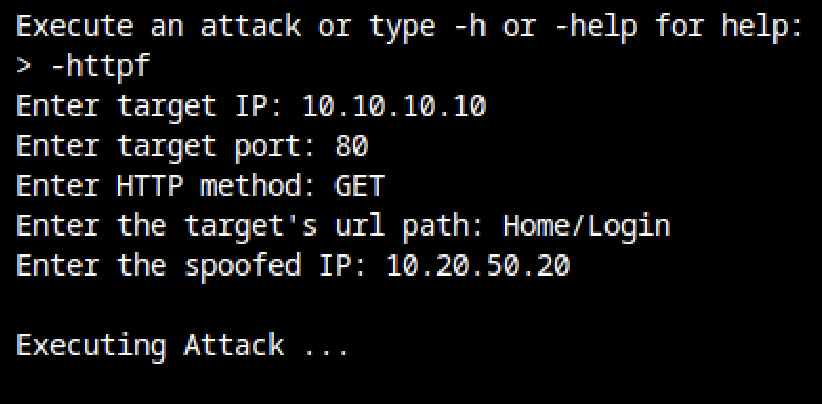 Execute an attack or type -h or -help for help:
> -httpf
Enter target IP: 10.10.10.10
Enter target port: 80
Enter HTTP method: GET
Enter the target's url path: Home/Login
Enter the spoofed IP: 10.20.50.20
Executing Attack ...